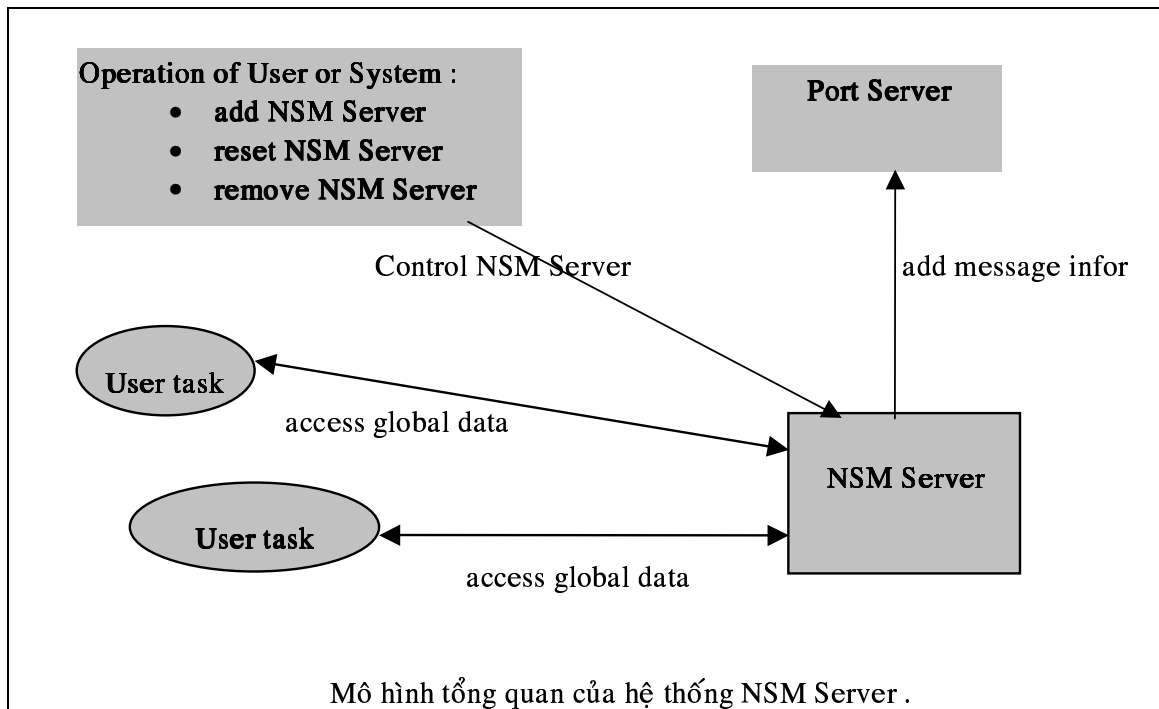 Operation of User or System :
• add NSM Server
• reset NSM Server
• remove NSM Server
Port Server
Control NSM Server
add message infor
User task
access global data
NSM Server
User task
access global data
Mô hình tổng quan của hệ thống NSM Server .